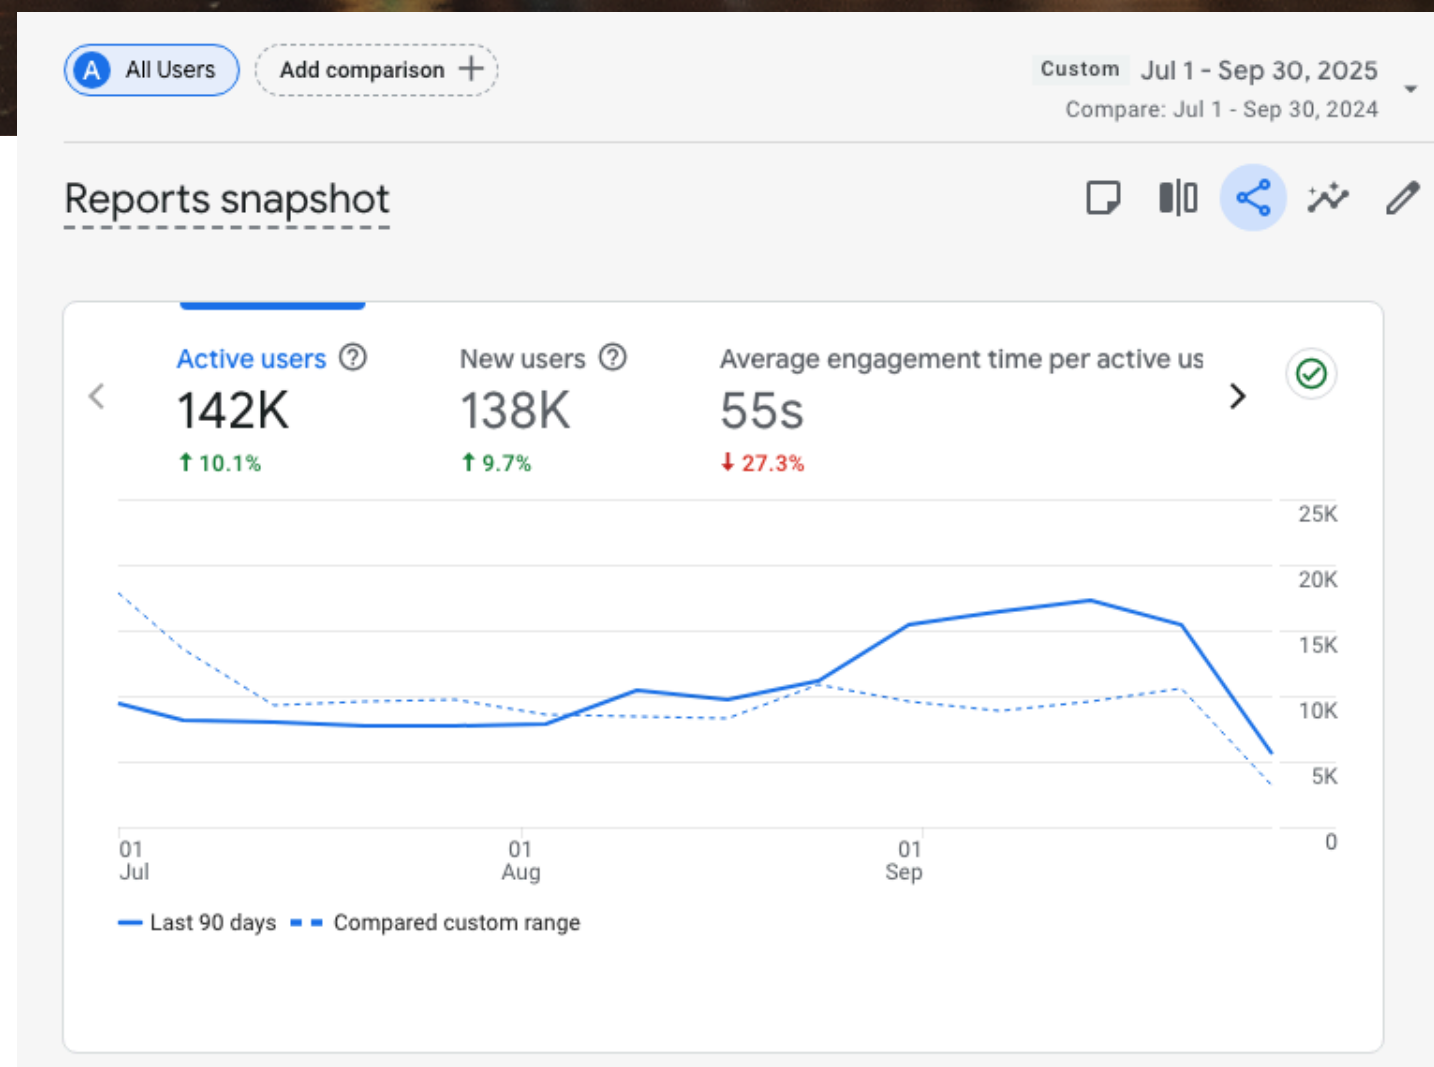 A All Users Add comparison +
Custom Jul 1 - Sep 30, 2025
Compare: Jul 1 - Sep 30, 2024
Reports snapshot
Active users New users Average engagement time per active us
142K 138K 55s
↑ 10.1% ↑ 9.7% ↓ 27.3%
25K
20K
15K
10K
5K
0
01 01 01
Jul Aug Sep
Last 90 days Compared custom range